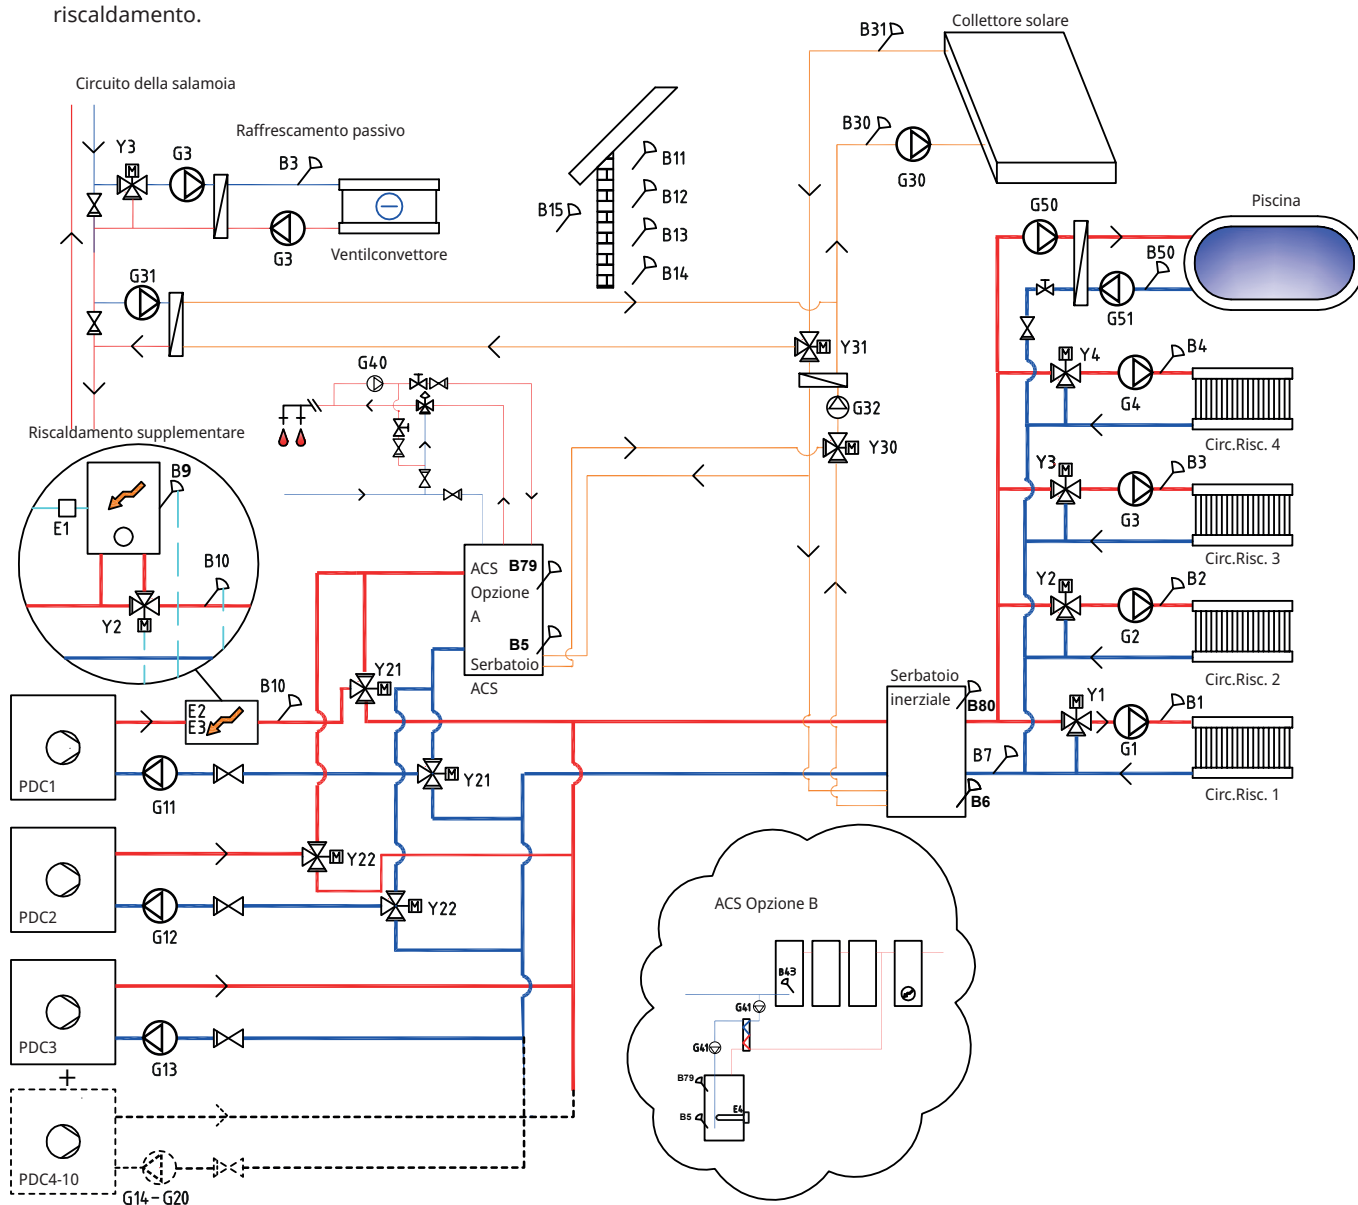 riscaldamento.
Collettore solare
B31
Circuito della salamoia
Raffrescamento passivo
Y3
G3
B3
B11
B12
B13
B14
B15
B30
G30
G3
Ventilconvettore
G31
G50
Piscina
B50
G51
Y31
G32
Y30
G40
Y4
B4
G4
Circ.Risc. 4
Riscaldamento supplementare
B9
E1
B10
Y2
Y3
B3
G3
Circ.Risc. 3
ACS
B79
Opzione
A
B5
Serbatoio
ACS
Y2
B2
G2
Circ.Risc. 2
Serbatoio
inerziale
B80
B7
B6
Y1
B1
G1
Circ.Risc. 1
Y21
B10
E2
E3
PDC1
G11
Y21
Y22
PDC2
G12
Y22
PDC3
G13
+
PDC4-10
G14-G20
ACS Opzione B
B43
G41
G41
B79
B5
E4
M
M
M
M
M
M
M
M
M
M
M
M